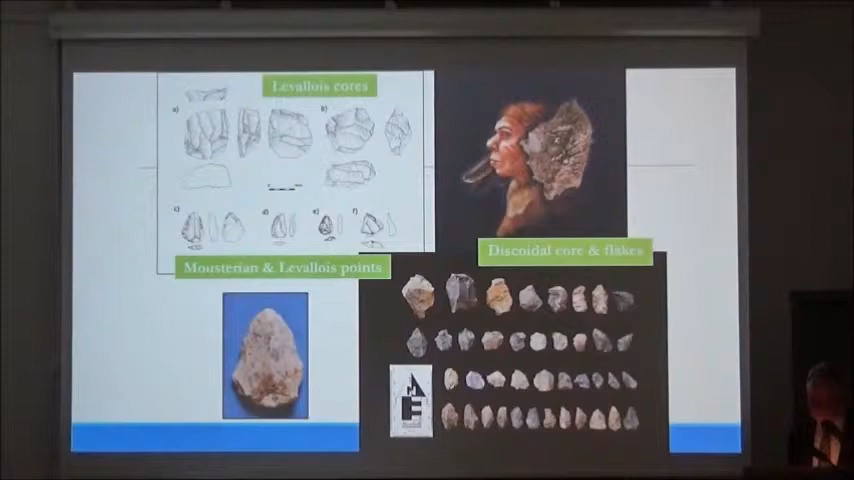 Levallois cores
a)
b)
c)
d)
e)
f)
Mousterian & Levallois points
Discoidal core & flakes